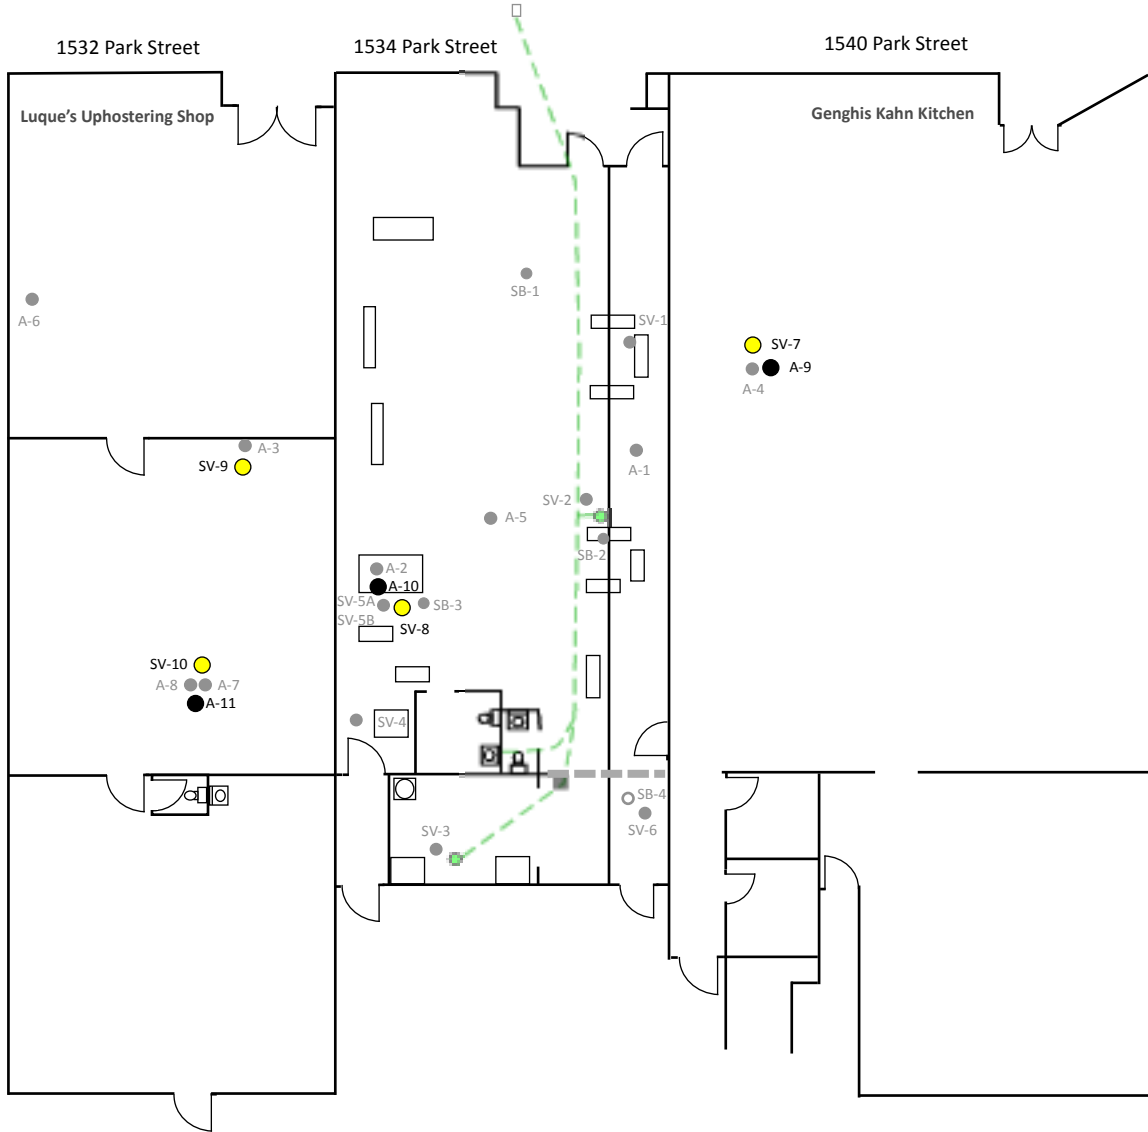 1532 Park Street
1534 Park Street
1540 Park Street
Luque's Uphostering Shop
Genghis Kahn Kitchen
SB-1
A-6
SV-1
SV-7
A-9
A-4
A-3
SV-9
A-1
SV-2
A-5
SB-2
A-2
A-10
SV-5A
SB-3
SV-5B
SV-8
SV-10
A-8
A-7
A-11
SV-4
SB-4
SV-6
SV-3